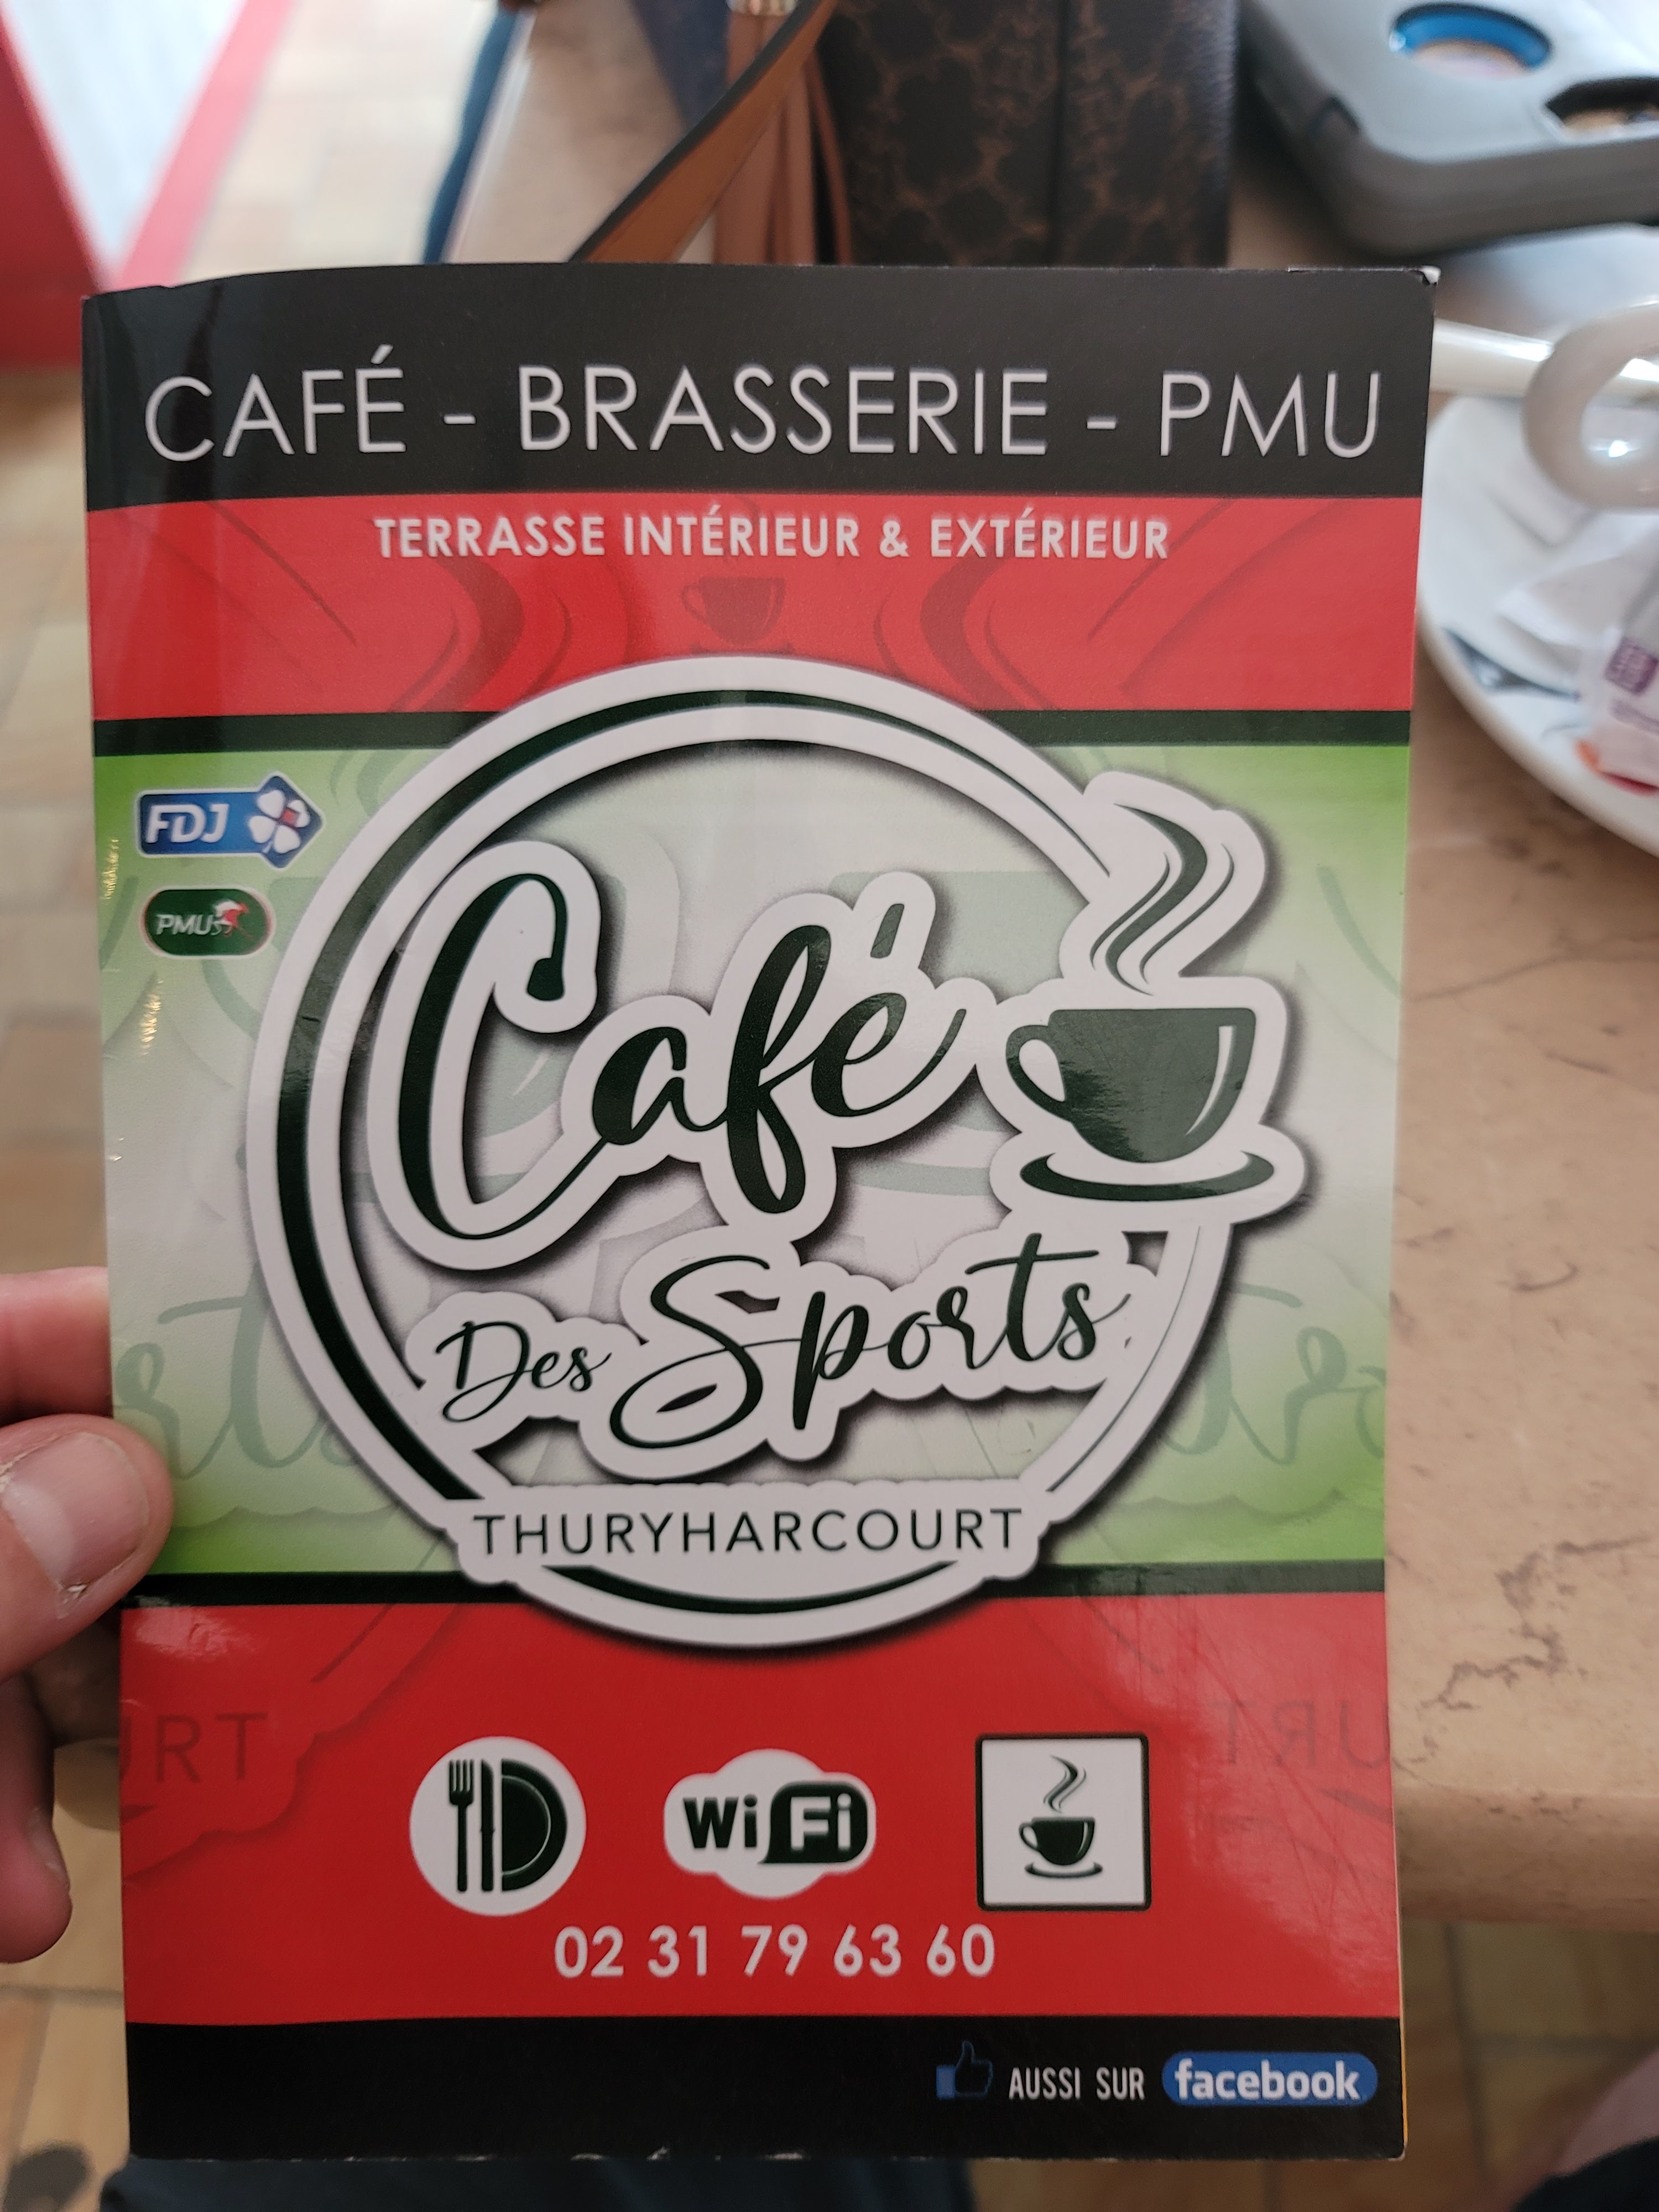 CAFÉ - BRASSERIE - PMU
TERRASSE INTÉRIEUR & EXTÉRIEUR
FDJ
PMU
Café
Des Sports
THURYHARCOURT
WiFi
02 31 79 63 60
AUSSI SUR facebook